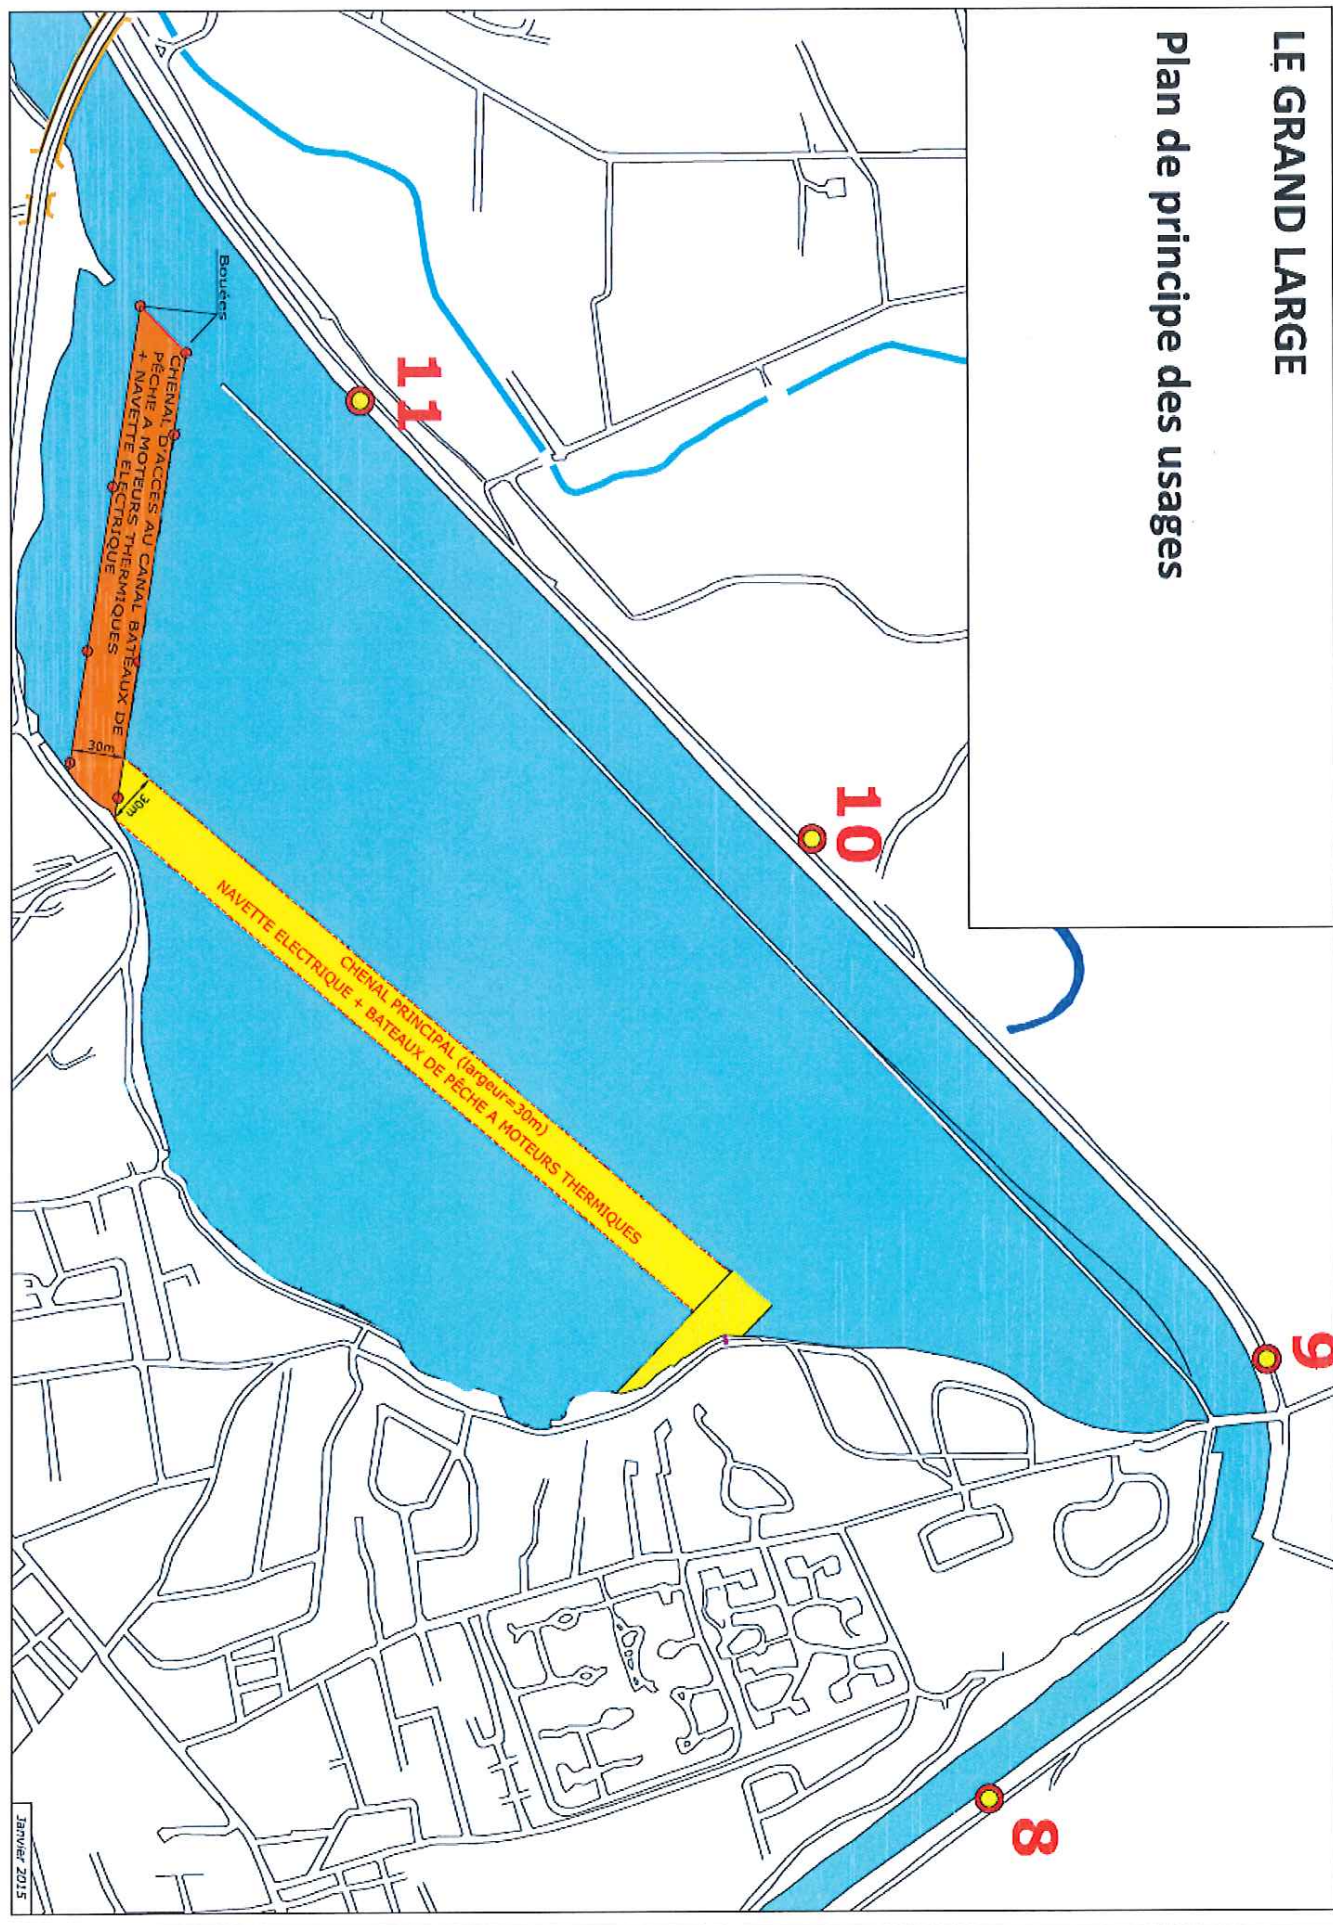 LE GRAND LARGE
Plan de principe des usages
11
10
9
8
Bouées
CHENAL D'ACCES AU CANAL BATEAUX DE
PÊCHE A MOTEURS THERMIQUES
+ NAVETTE ELECTRIQUE
30m
30m
CHENAL PRINCIPAL (largeur=30m)
NAVETTE ELECTRIQUE + BATEAUX DE PÊCHE A MOTEURS THERMIQUES
Janvier 2015